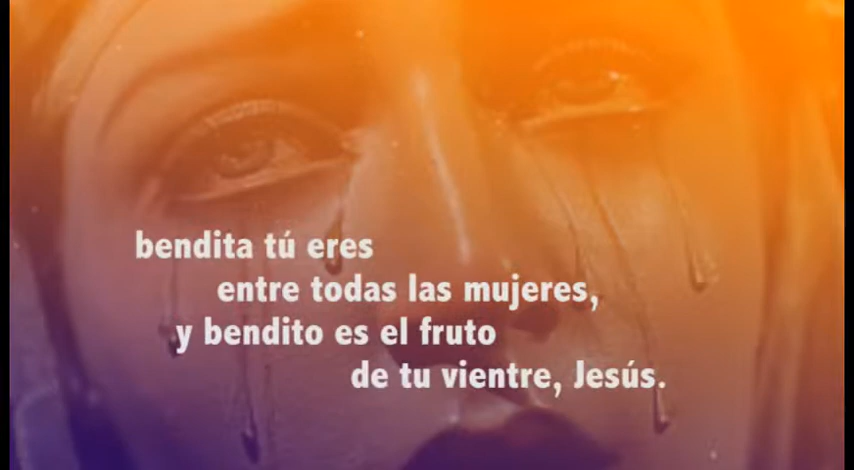 bendita tú eres
entre todas las mujeres,
y bendito es el fruto
de tu vientre, Jesús.